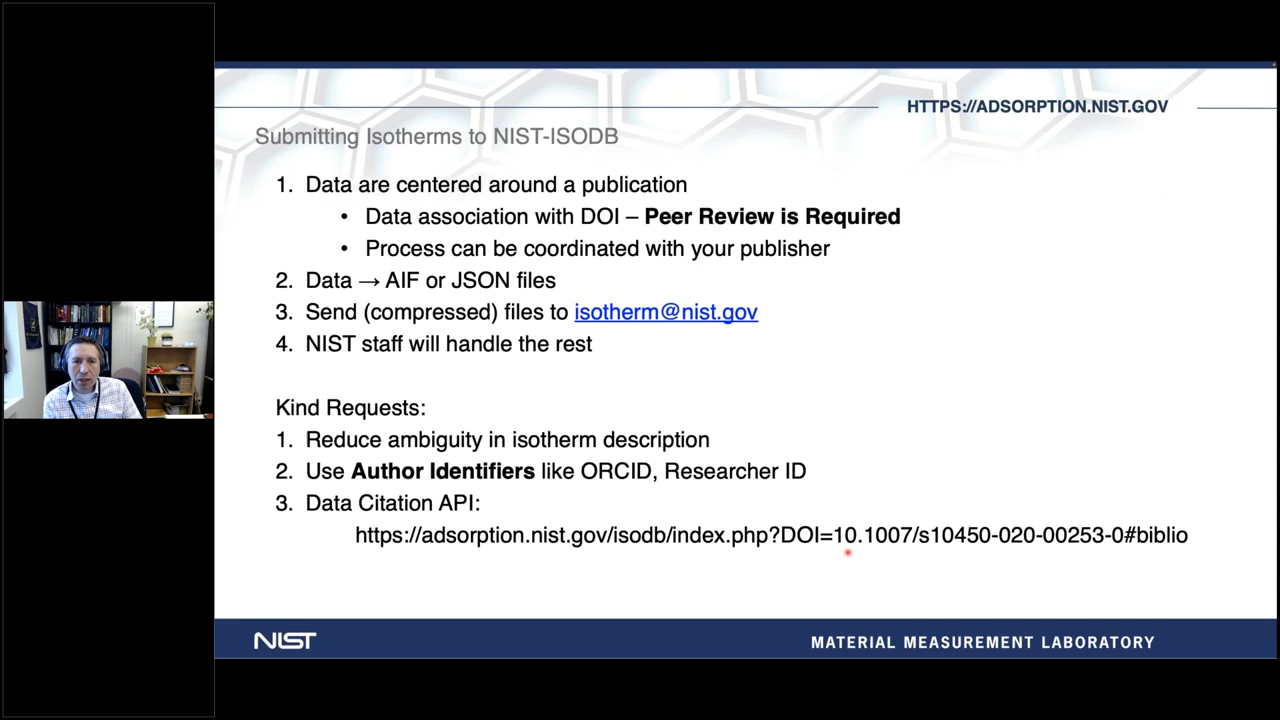 HTTPS://ADSORPTION.NIST.GOV
Submitting Isotherms to NIST-ISODB
1. Data are centered around a publication
• Data association with DOI – Peer Review is Required
• Process can be coordinated with your publisher
2. Data → AIF or JSON files
3. Send (compressed) files to isotherm@nist.gov
4. NIST staff will handle the rest
Kind Requests:
1. Reduce ambiguity in isotherm description
2. Use Author Identifiers like ORCID, Researcher ID
3. Data Citation API:
https://adsorption.nist.gov/isodb/index.php?DOI=10.1007/s10450-020-00253-0#biblio
NIST
MATERIAL MEASUREMENT LABORATORY